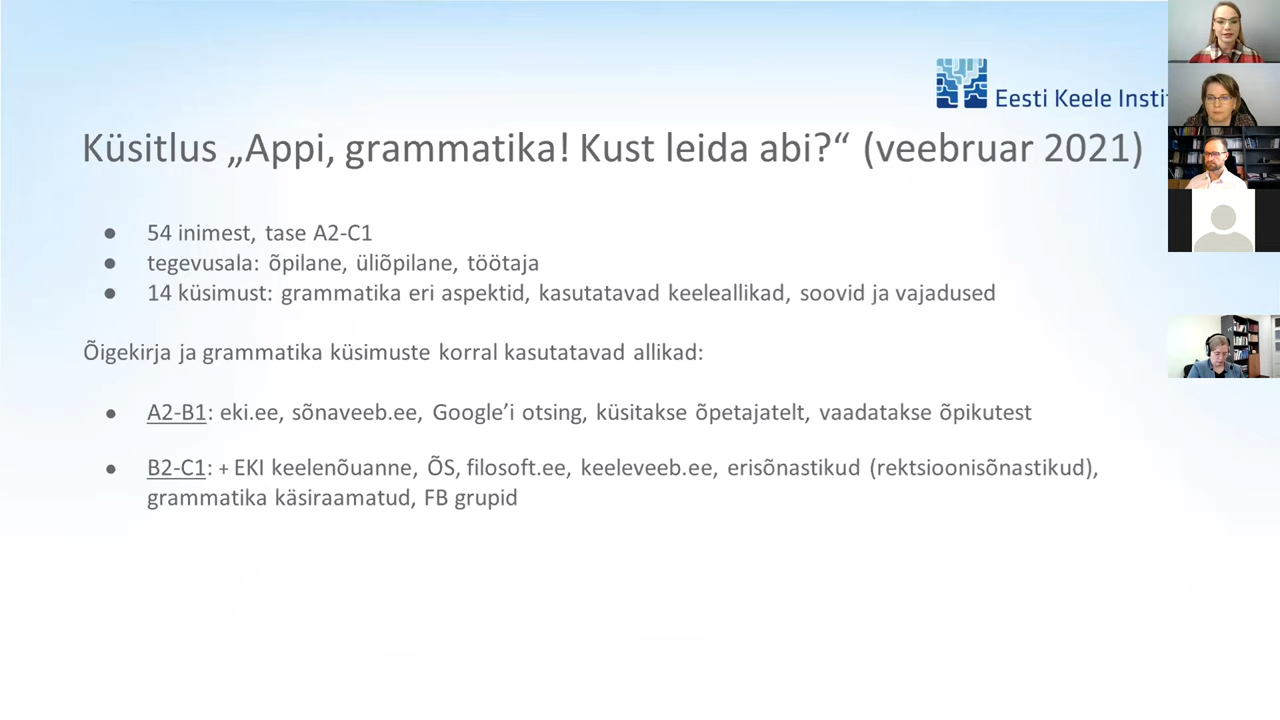 Eesti Keele Insti
Küsitlus „Appi, grammatika! Kust leida abi?“ (veebruar 2021)
● 54 inimest, tase A2-C1
● tegevusala: õpilane, üliõpilane, töötaja
● 14 küsimust: grammatika eri aspektid, kasutatavad keeleallikad, soovid ja vajadused
Õigekirja ja grammatika küsimuste korral kasutatavad allikad:
● A2-B1: eki.ee, sõnaveeb.ee, Google’i otsing, küsitakse õpetajatelt, vaadatakse õpikutest
● B2-C1: + EKI keelenõuanne, ÕS, filosoft.ee, keeleveeb.ee, erisõnastikud (rektsioonisõnastikud),
grammatika käsiraamatud, FB grupid